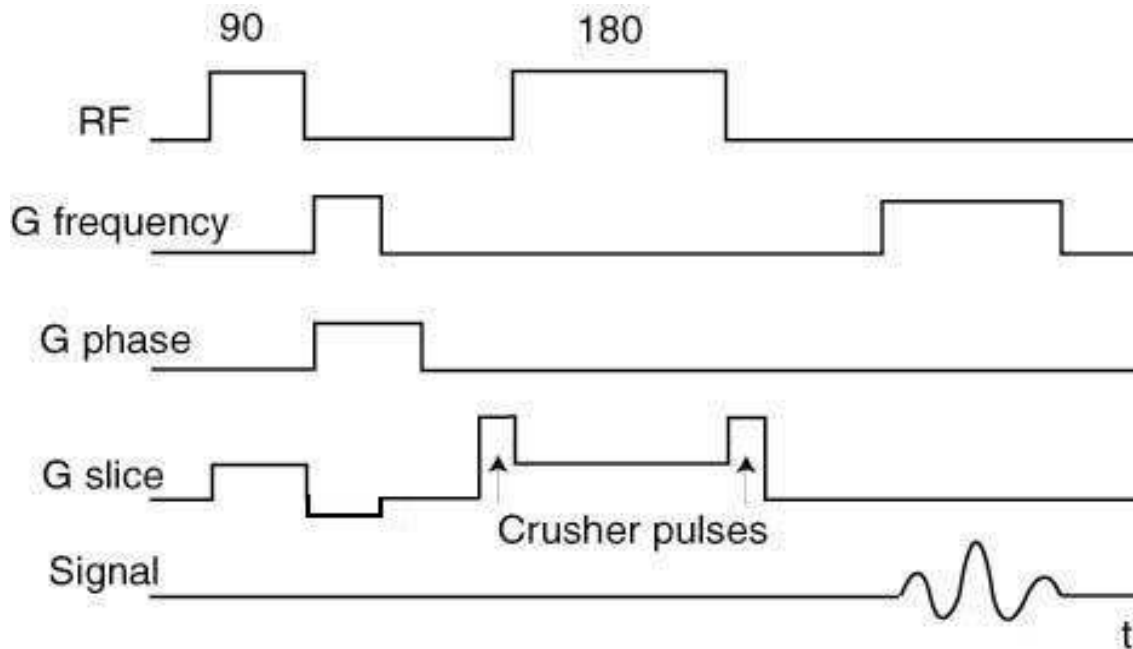 90 180
RF
G frequency
G phase
G slice
Crusher pulses
Signal
t